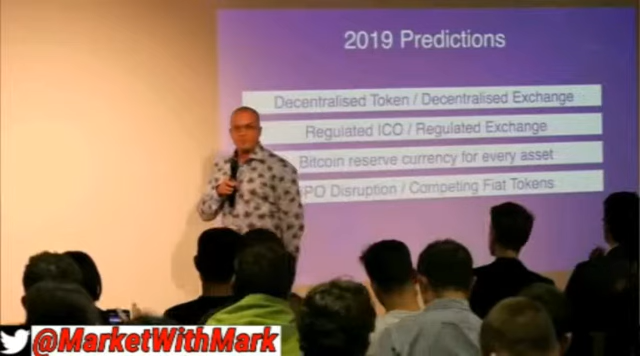 2019 Predictions
Decentralised Token / Decentralised Exchange
Regulated ICO / Regulated Exchange
Bitcoin reserve currency for every asset
PO Disruption / Competing Fiat Tokens
@MarketWithMark